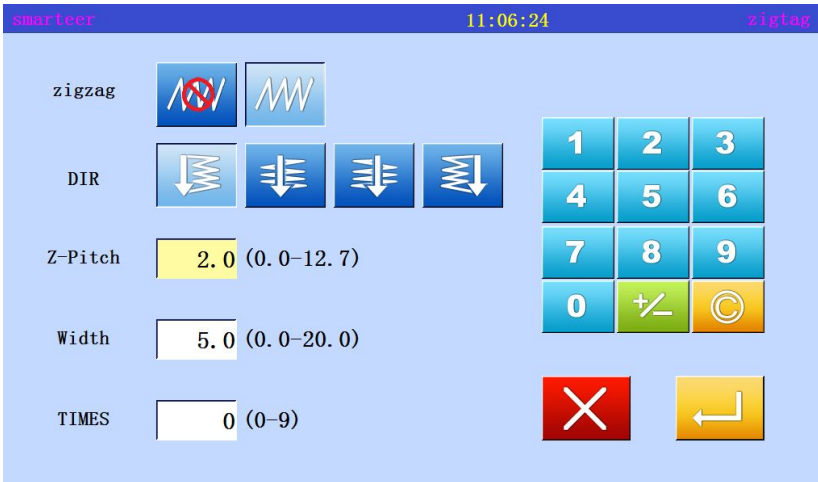 smarteer 11:06:24 zigtag
zigzag
DIR
Z-Pitch 2.0 (0.0-12.7)
Width 5.0 (0.0-20.0)
TIMES 0 (0-9)
1 2 3
4 5 6
7 8 9
0 +/- ©